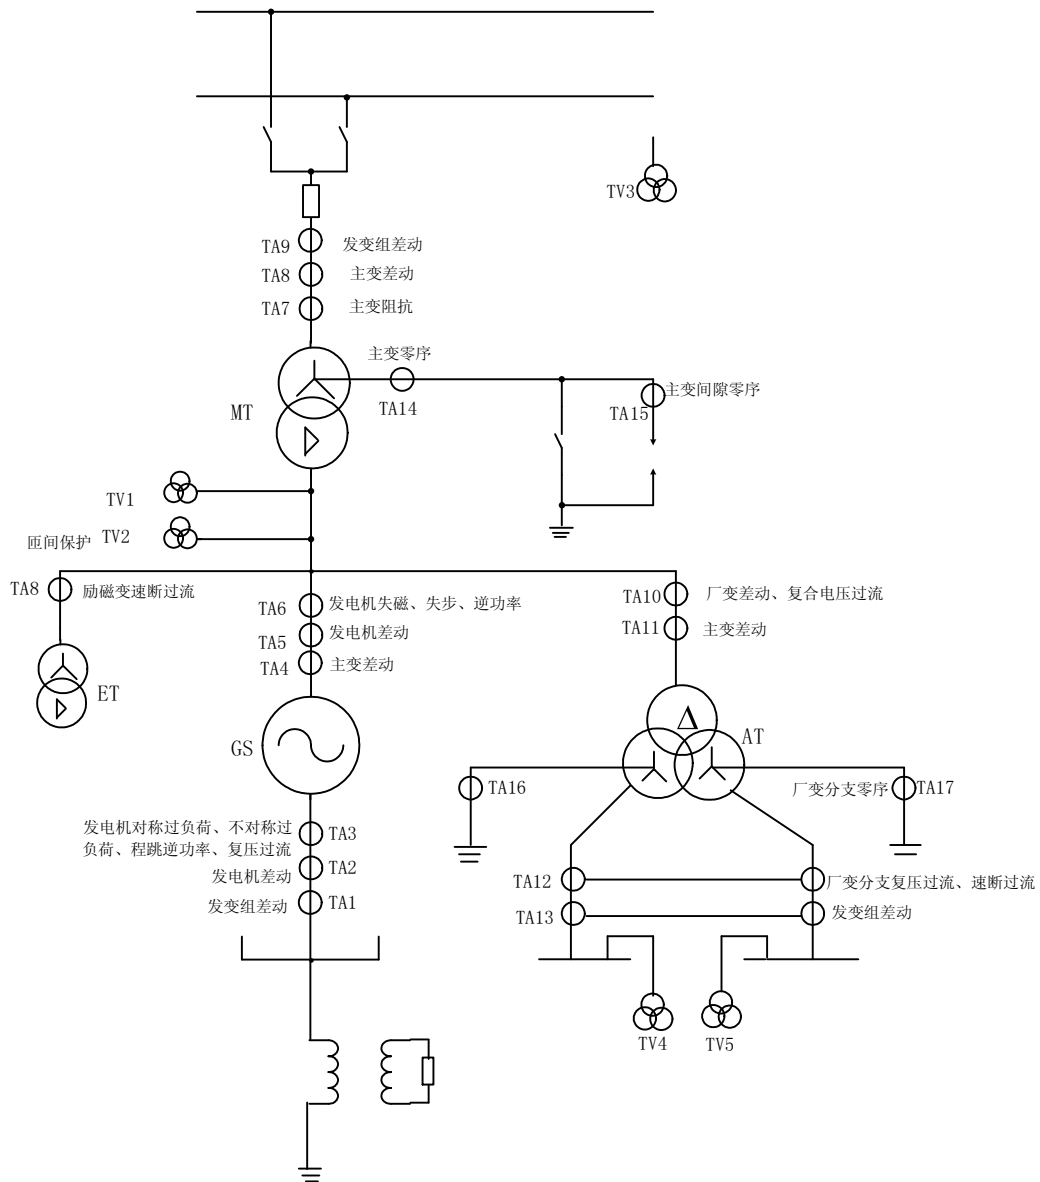 TV3
TA9 发变组差动
TA8 主变差动
TA7 主变阻抗
主变零序
TA14
主变间隙零序
TA15
MT
TV1
匝间保护 TV2
TA8 励磁变速断过流
TA6 发电机失磁、失步、逆功率
TA5 发电机差动
TA4 主变差动
TA10 厂变差动、复合电压过流
TA11 主变差动
ET
GS
AT
TA16
厂变分支零序 TA17
发电机对称过负荷、不对称过
负荷、程跳逆功率、复压过流
TA3
发电机差动 TA2
发变组差动 TA1
TA12 厂变分支复压过流、速断过流
TA13 发变组差动
TV4
TV5